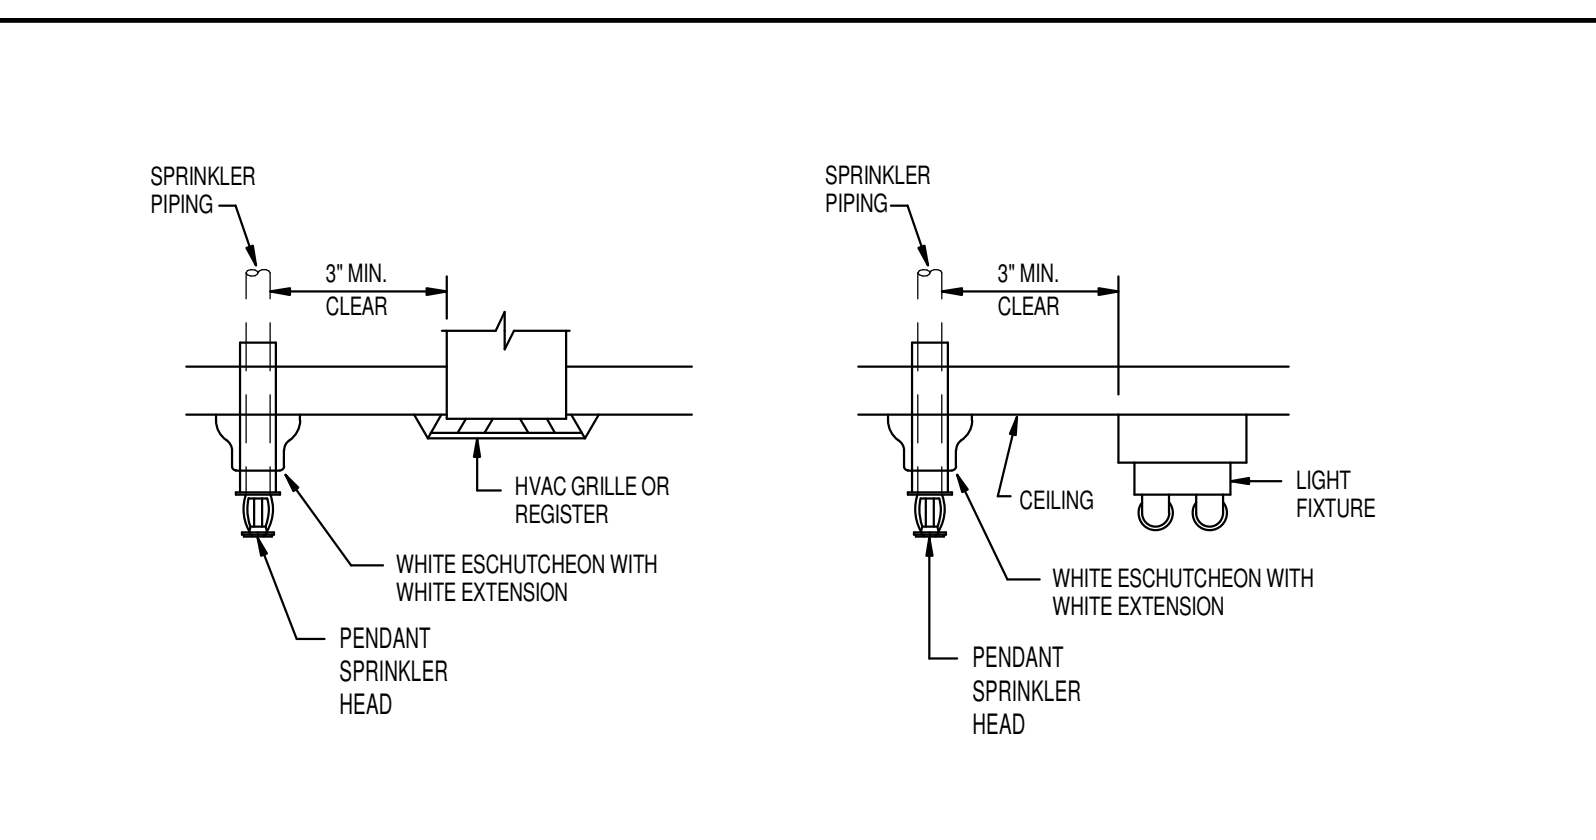 SPRINKLER
PIPING
3" MIN.
CLEAR
HVAC GRILLE OR
REGISTER
WHITE ESCHUTCHEON WITH
WHITE EXTENSION
PENDANT
SPRINKLER
HEAD
SPRINKLER
PIPING
3" MIN.
CLEAR
CEILING
LIGHT
FIXTURE
WHITE ESCHUTCHEON WITH
WHITE EXTENSION
PENDANT
SPRINKLER
HEAD